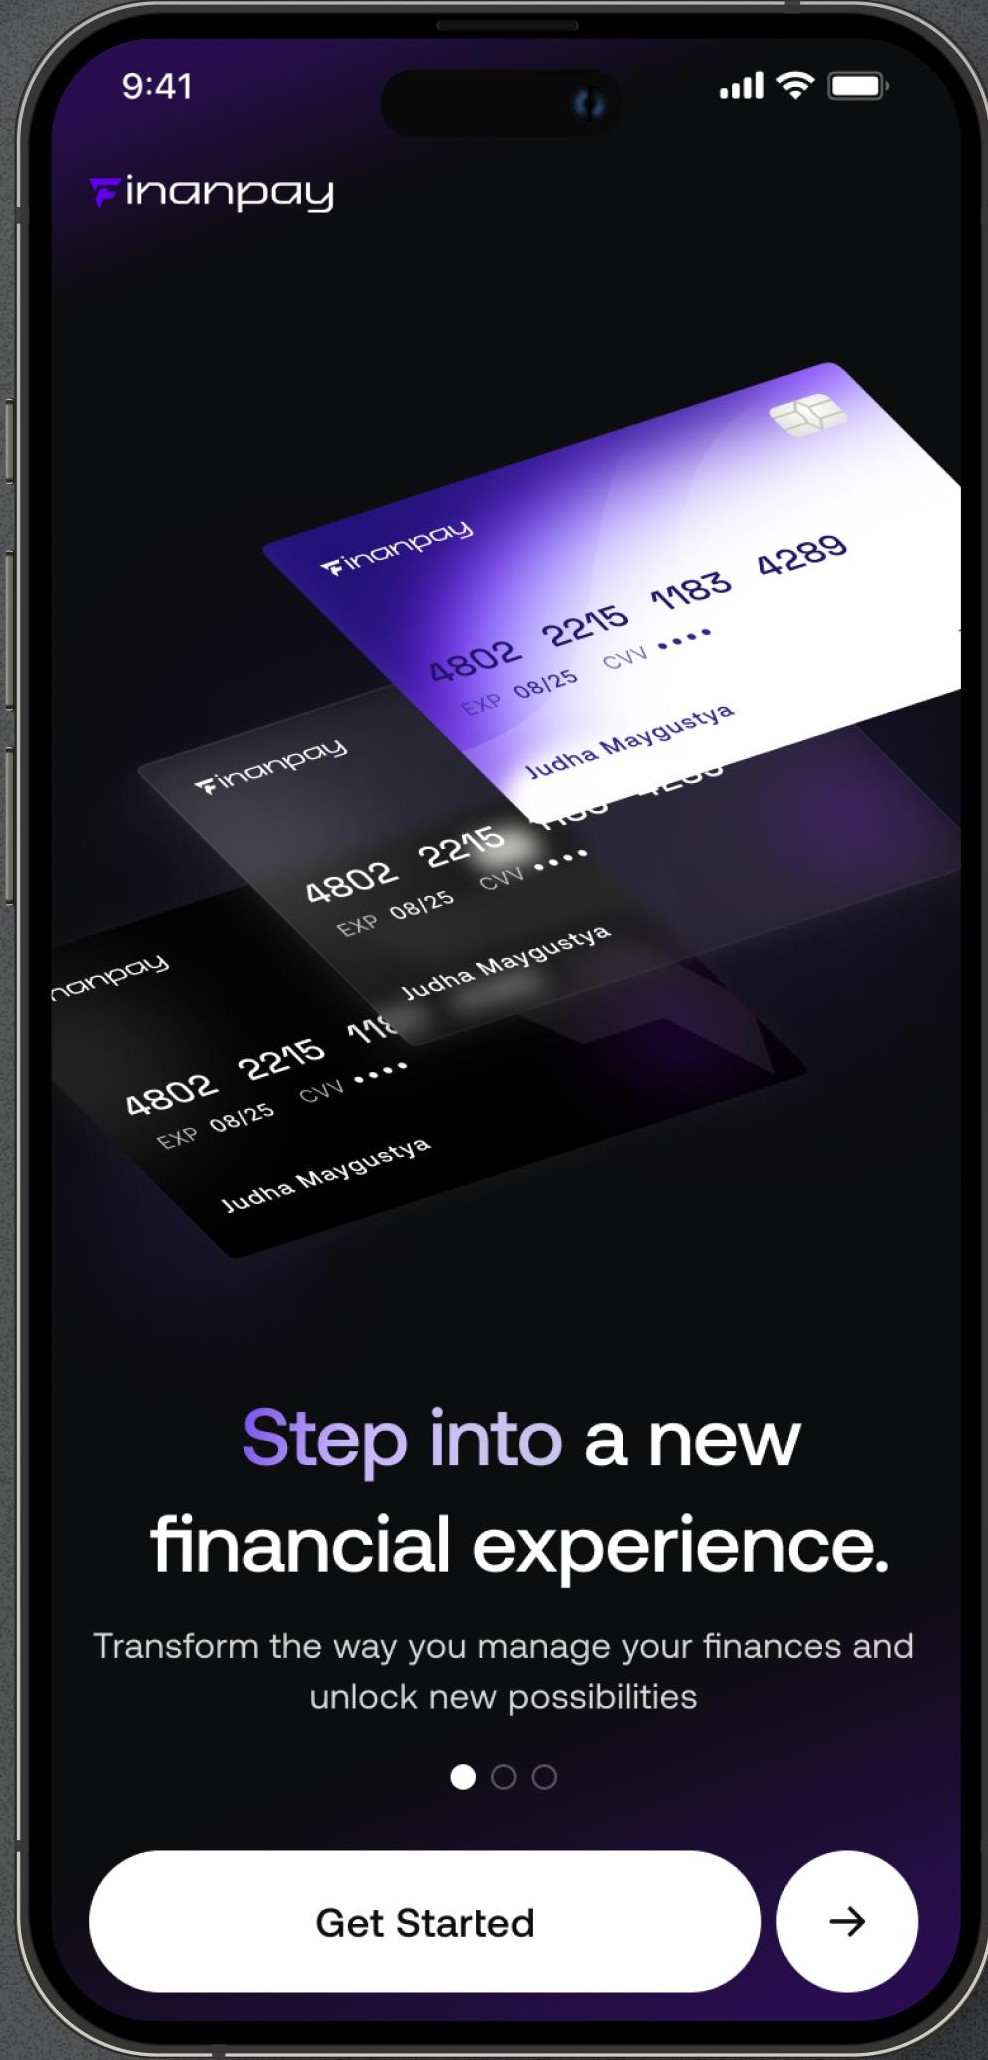 9:41
Finanpay
Finanpay
4802 2215 1183 4289
EXP 08/25 CVV ••••
Judha Maygustya
Finanpay
4802 2215
EXP 08/25 CVV ••••
Judha Maygustya
nanpay
4802 2215 118
EXP 08/25 CVV ••••
Judha Maygustya
Step into a new
financial experience.
Transform the way you manage your finances and
unlock new possibilities
Get Started →